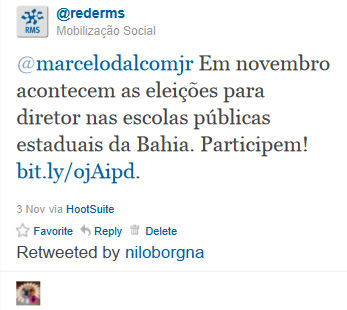 RMS
@rederms
Mobilização Social
@marcelodalcomjr Em novembro
acontecem as eleições para
diretor nas escolas públicas
estaduais da Bahia. Participem!
bit.ly/ojAipd.
3 Nov via HootSuite
Favorite Reply Delete
Retweeted by niloborgna